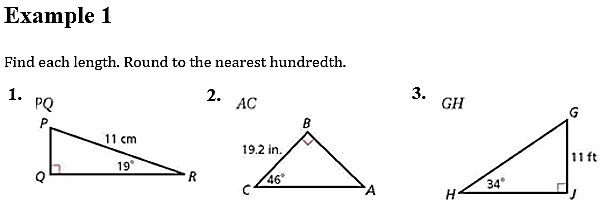 Example 1
Find each length. Round to the nearest hundredth.
1. PQ
P
11 cm
19°
Q
R
2. AC
B
19.2 in.
46°
C
A
3. GH
G
11 ft
34°
H
J